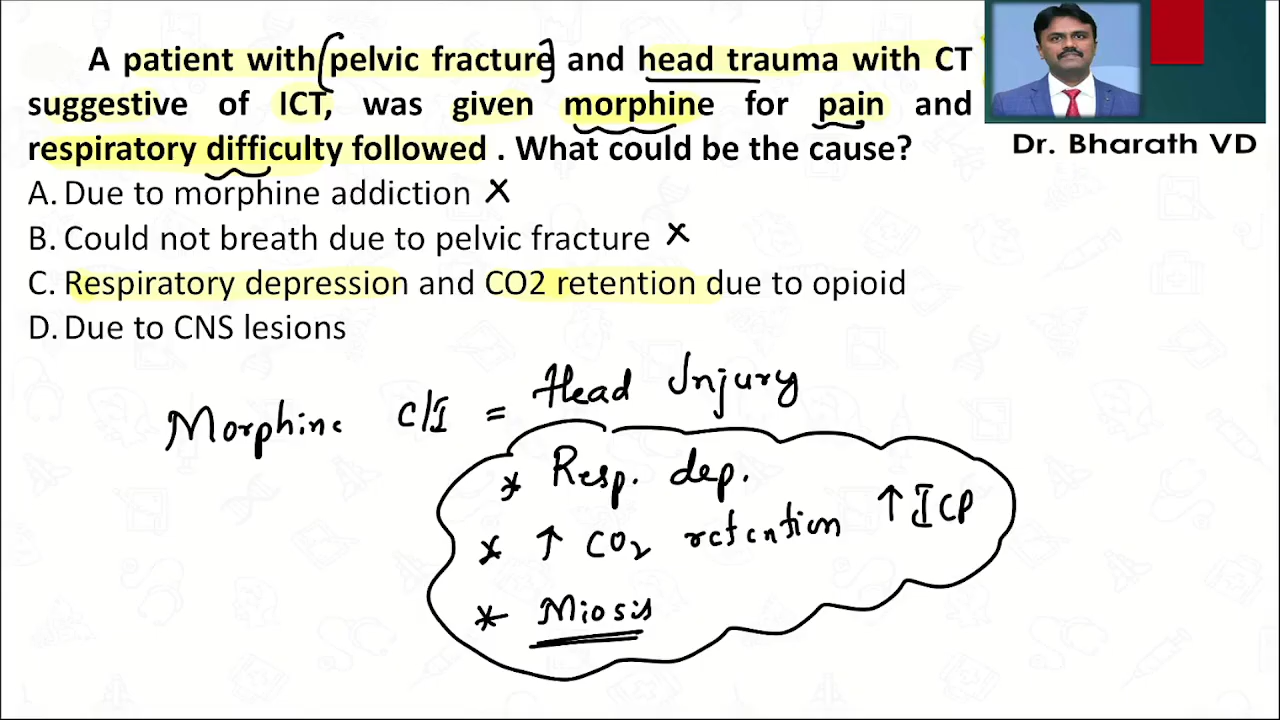 A patient with [pelvic fracture] and head trauma with CT
suggestive of ICT, was given morphine for pain and
respiratory difficulty followed . What could be the cause?
Dr. Bharath VD
A. Due to morphine addiction X
B. Could not breath due to pelvic fracture X
C. Respiratory depression and CO2 retention due to opioid
D. Due to CNS lesions
Morphine C/I = Head Injury
* Resp. dep.
* ↑ CO2 retention ↑ ICP
* Miosis